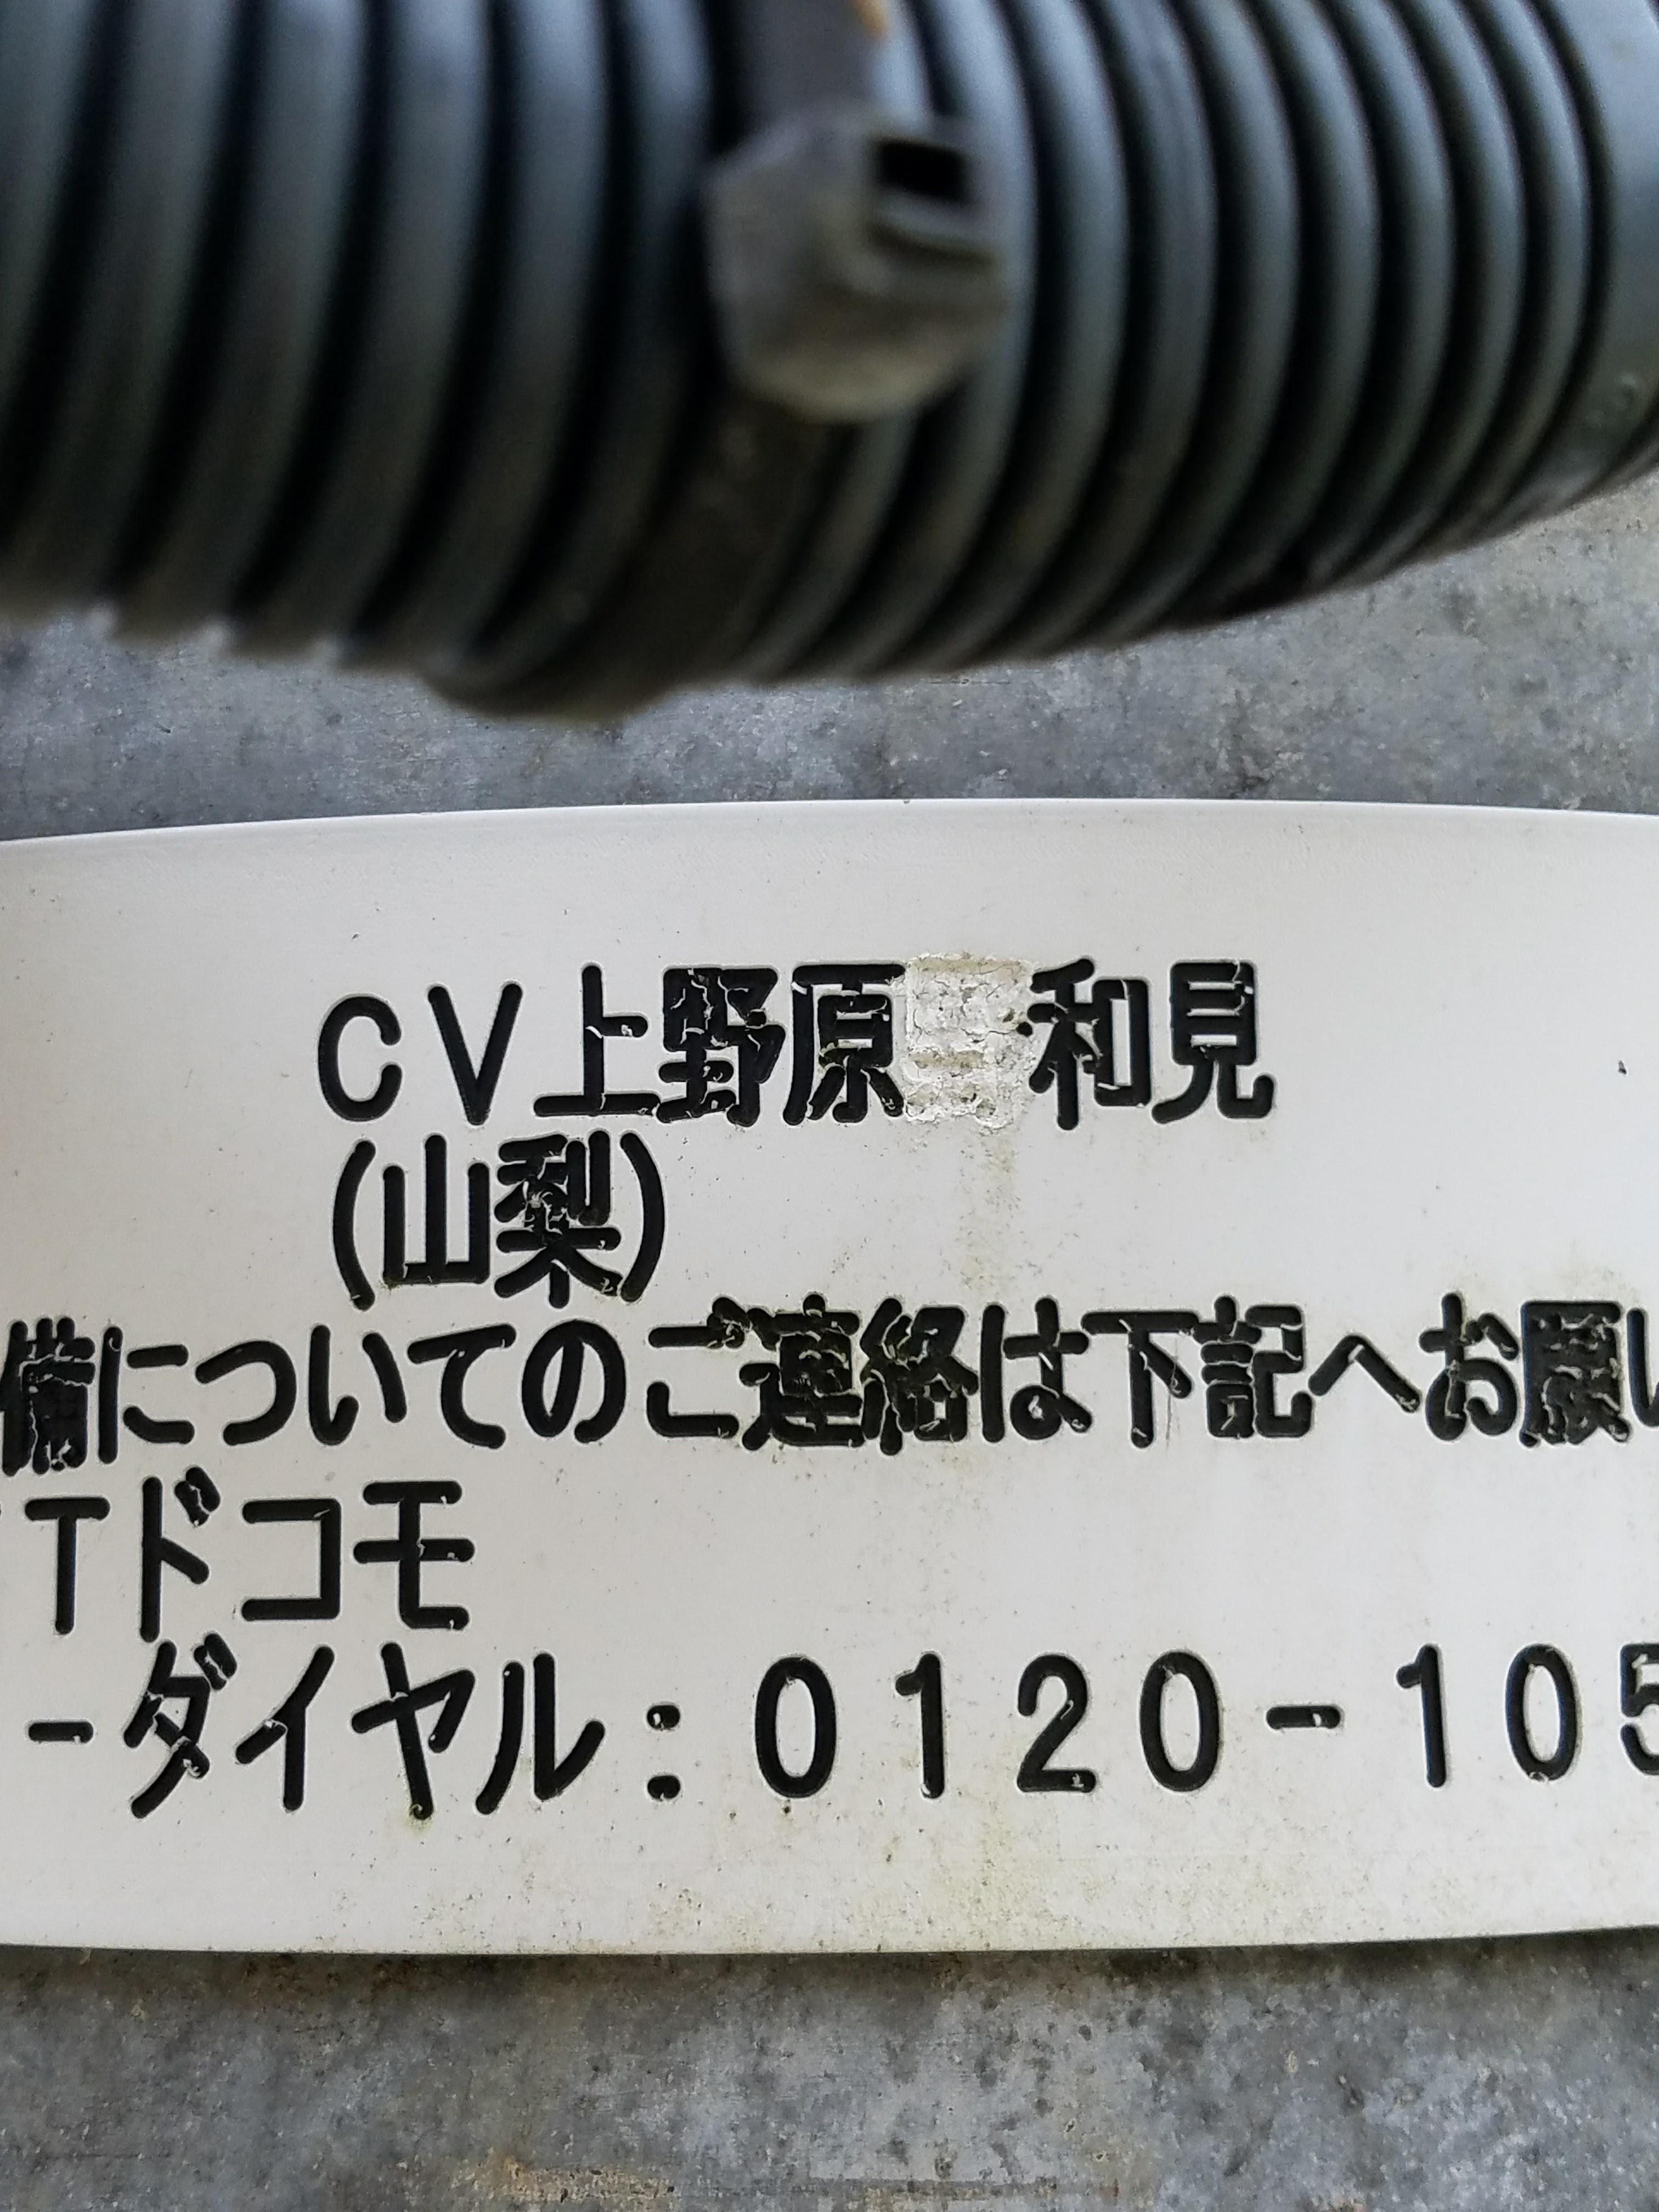 CV上野原 和見
(山梨)
備についてのご連絡は下記へお願い
Tドコモ
ーダイヤル:0120-105